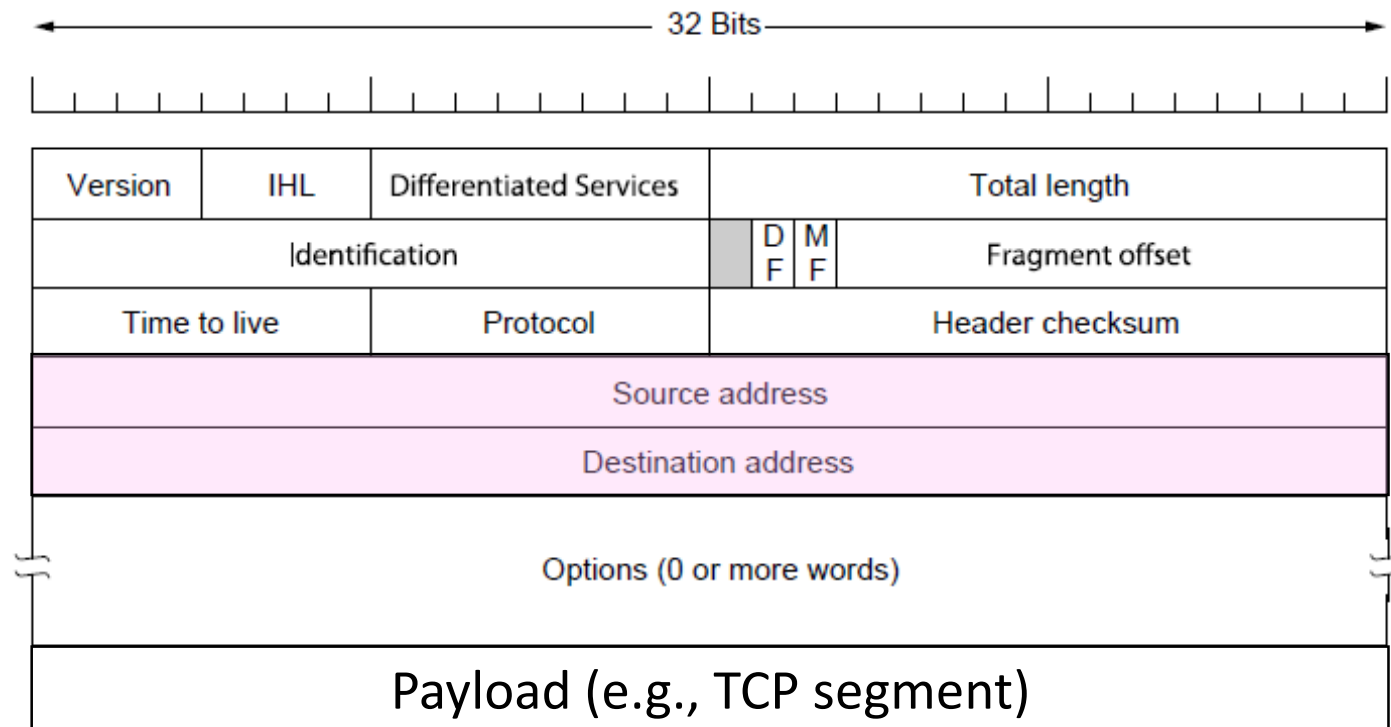 32 Bits
Version IHL Differentiated Services Total length
Identification D F M F Fragment offset
Time to live Protocol Header checksum
Source address
Destination address
Options (0 or more words)
Payload (e.g., TCP segment)